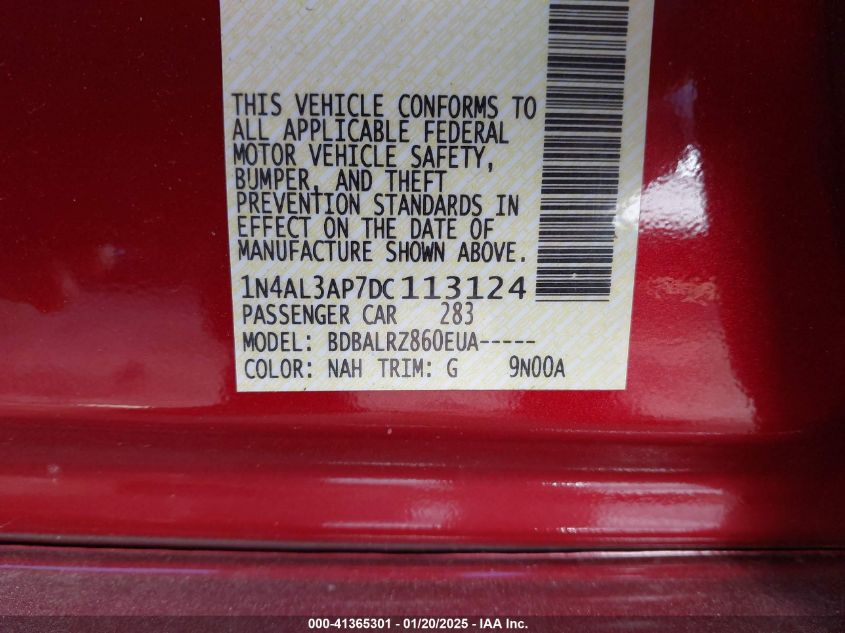 THIS VEHICLE CONFORMS TO
ALL APPLICABLE FEDERAL
MOTOR VEHICLE SAFETY,
BUMPER, AND THEFT
PREVENTION STANDARDS IN
EFFECT ON THE DATE OF
MANUFACTURE SHOWN ABOVE.
1N4AL3AP7DC113124
PASSENGER CAR 283
MODEL: BDBALRZ860EUA-----
COLOR: NAH TRIM: G 9N00A
000-41365301 - 01/20/2025 - IAA Inc.